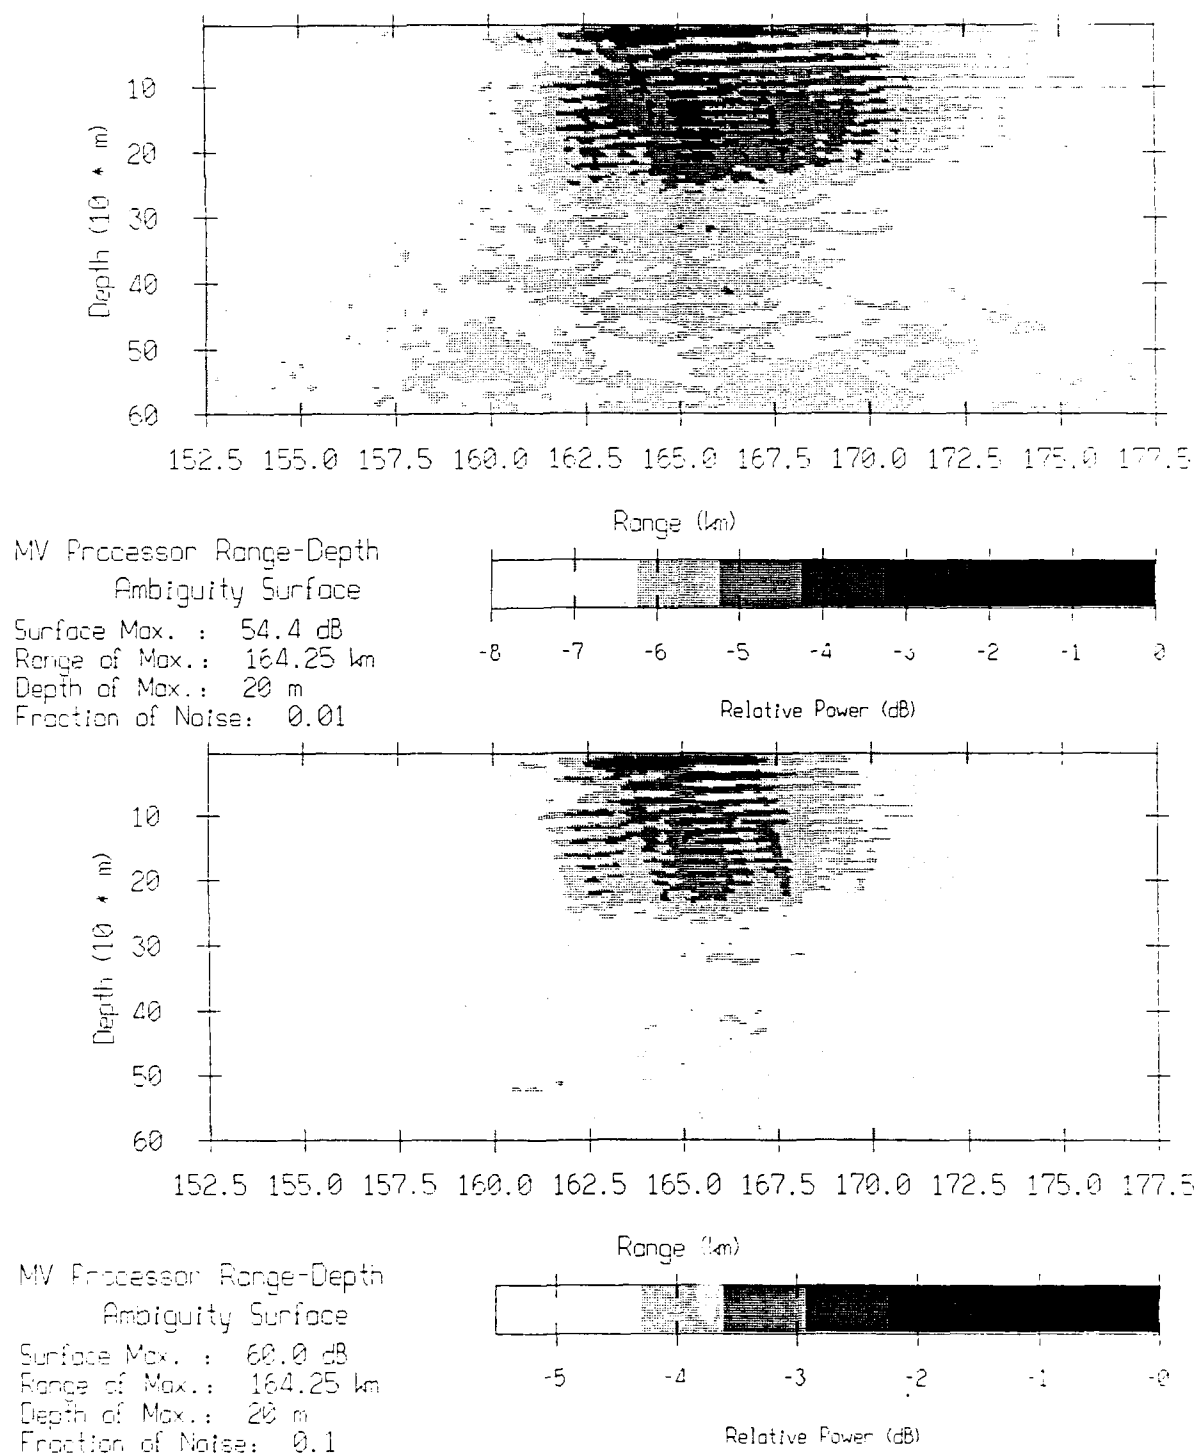 10
20
30
40
50
60
Depth (10 * m)
152.5 155.0 157.5 160.0 162.5 165.0 167.5 170.0 172.5 175.0 177.5
Range (km)
MV Processor Range-Depth
Ambiguity Surface
Surface Max. : 54.4 dB
Range of Max.: 164.25 km
Depth of Max.: 20 m
Fraction of Noise: 0.01
-8 -7 -6 -5 -4 -3 -2 -1 0
Relative Power (dB)
10
20
30
40
50
60
Depth (10 * m)
152.5 155.0 157.5 160.0 162.5 165.0 167.5 170.0 172.5 175.0 177.5
Range (km)
MV Processor Range-Depth
Ambiguity Surface
Surface Max. : 60.0 dB
Range of Max.: 164.25 km
Depth of Max.: 20 m
Fraction of Noise: 0.1
-5 -4 -3 -2 -1 -0
Relative Power (dB)